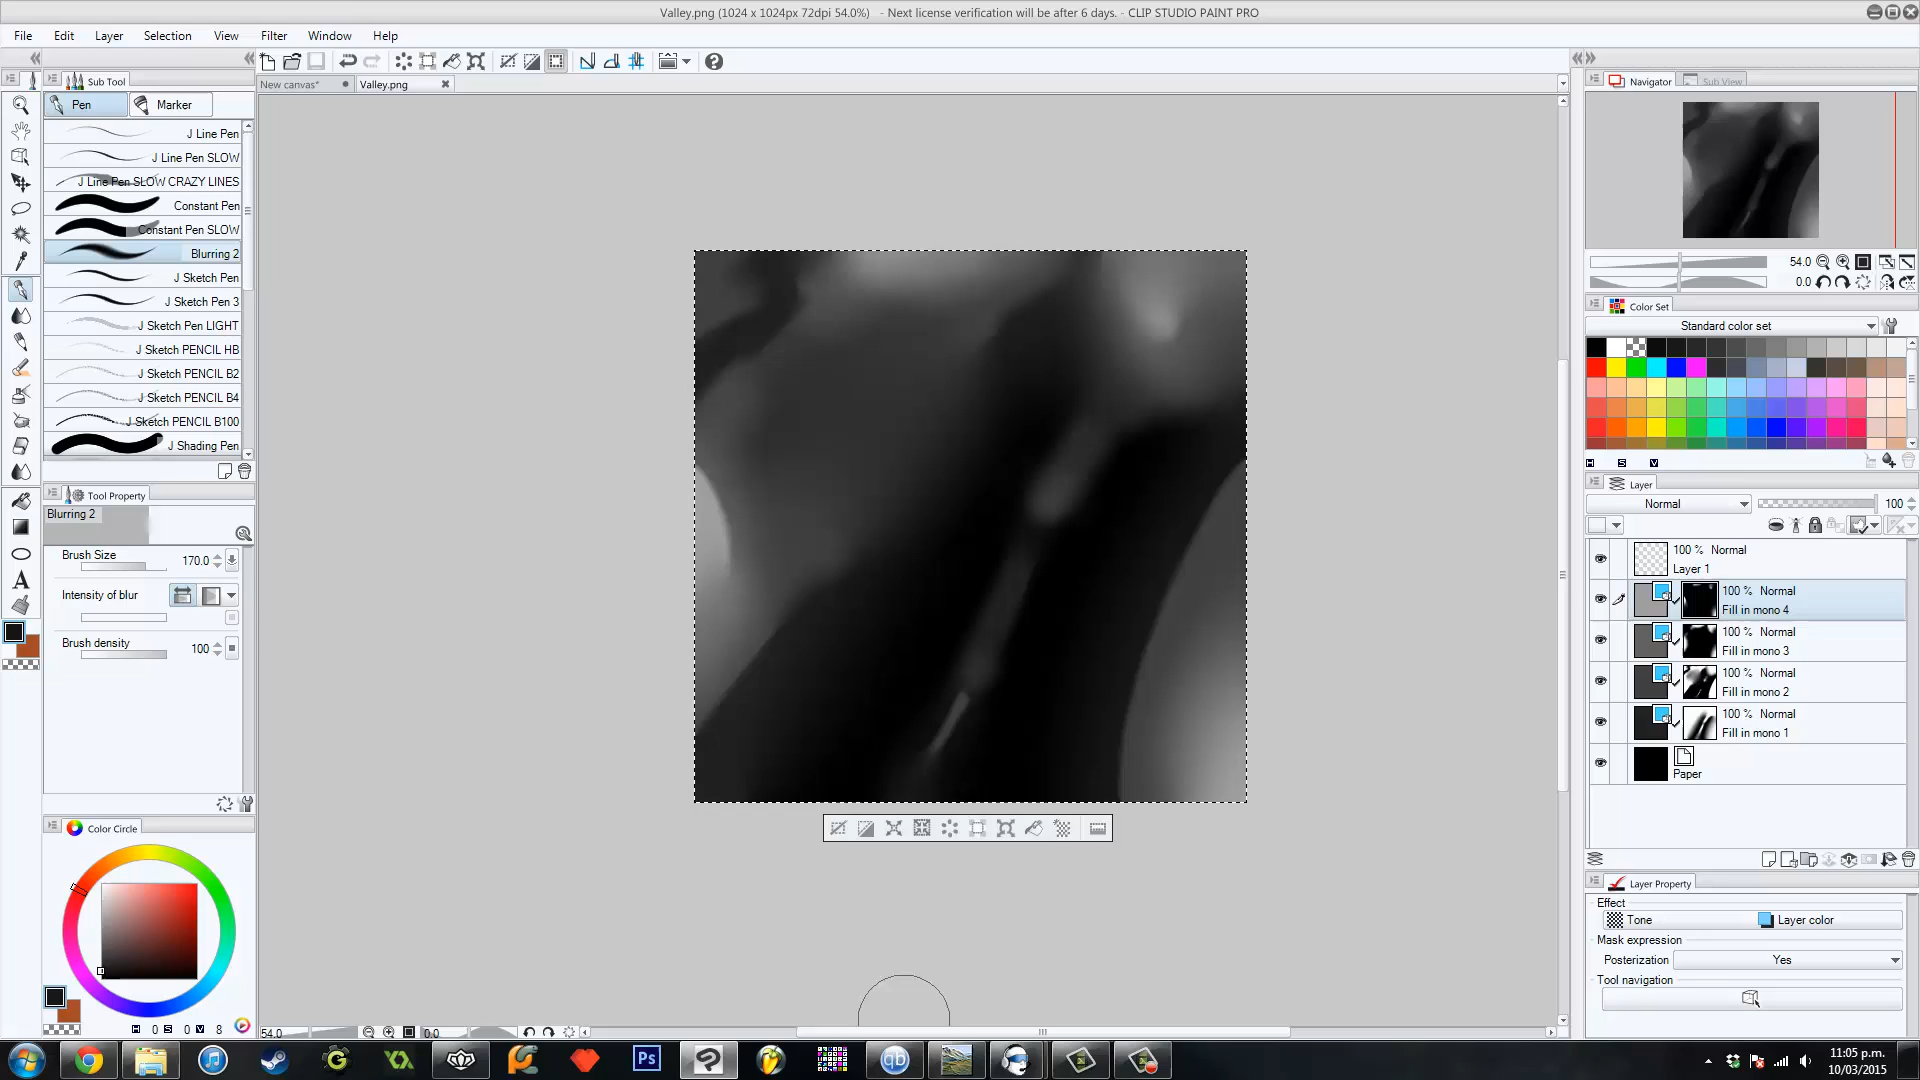 Valley.png (1024 x 1024px 72dpi 54.0%)   - Next license verification will be after 6 days. - CLIP STUDIO PAINT PRO
File Edit Layer Selection View Filter Window Help
Sub Tool
Pen Marker
J Line Pen
J Line Pen SLOW
J Line Pen SLOW CRAZY LINES
Constant Pen
Constant Pen SLOW
Blurring 2
J Sketch Pen
J Sketch Pen 3
J Sketch Pen LIGHT
J Sketch PENCIL HB
J Sketch PENCIL B2
J Sketch PENCIL B4
J Sketch PENCIL B100
J Shading Pen
Tool Property
Blurring 2
Brush Size 170.0
Intensity of blur
Brush density 100
Color Circle
H 0 S 0 V 8
New canvas* Valley.png
54.0 0.0
Navigator Sub View
54.0
0.0
Color Set
Standard color set
H S V
Layer
Normal 100
100 % Normal
Layer 1
100 % Normal
Fill in mono 4
100 % Normal
Fill in mono 3
100 % Normal
Fill in mono 2
100 % Normal
Fill in mono 1
Paper
Layer Property
Effect
Tone Layer color
Mask expression
Posterization Yes
Tool navigation
Ps
qb
11:05 p.m.
10/03/2015